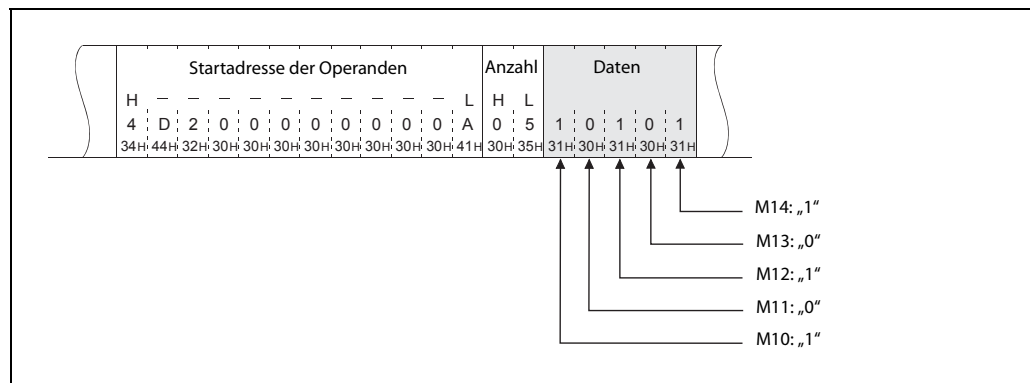 Startadresse der Operanden Anzahl Daten
H – – – – – – – – – – L H L
4 D 2 0 0 0 0 0 0 0 0 A 0 5 1 0 1 0 1
34H 44H 32H 30H 30H 30H 30H 30H 30H 30H 30H 41H 30H 35H 31H 30H 31H 30H 31H
M14: „1“
M13: „0“
M12: „1“
M11: „0“
M10: „1“